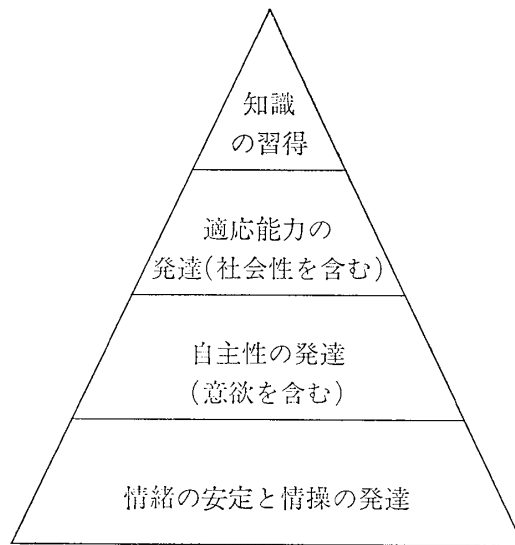 知識
の習得
適応能力の
発達(社会性を含む)
自主性の発達
(意欲を含む)
情緒の安定と情操の発達